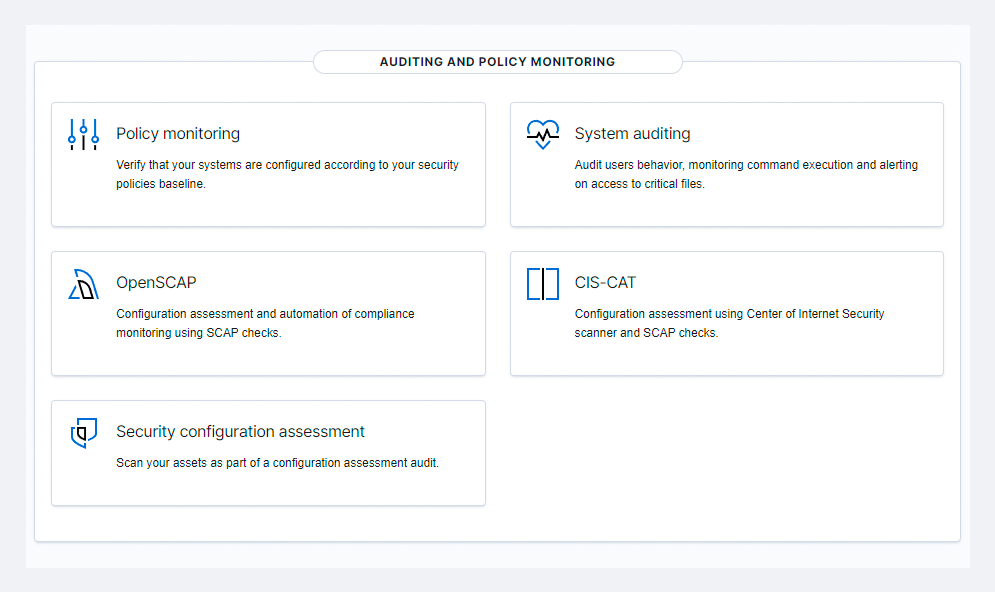 AUDITING AND POLICY MONITORING
Policy monitoring
Verify that your systems are configured according to your security
policies baseline.
System auditing
Audit users behavior, monitoring command execution and alerting
on access to critical files.
OpenSCAP
Configuration assessment and automation of compliance
monitoring using SCAP checks.
CIS-CAT
Configuration assessment using Center of Internet Security
scanner and SCAP checks.
Security configuration assessment
Scan your assets as part of a configuration assessment audit.